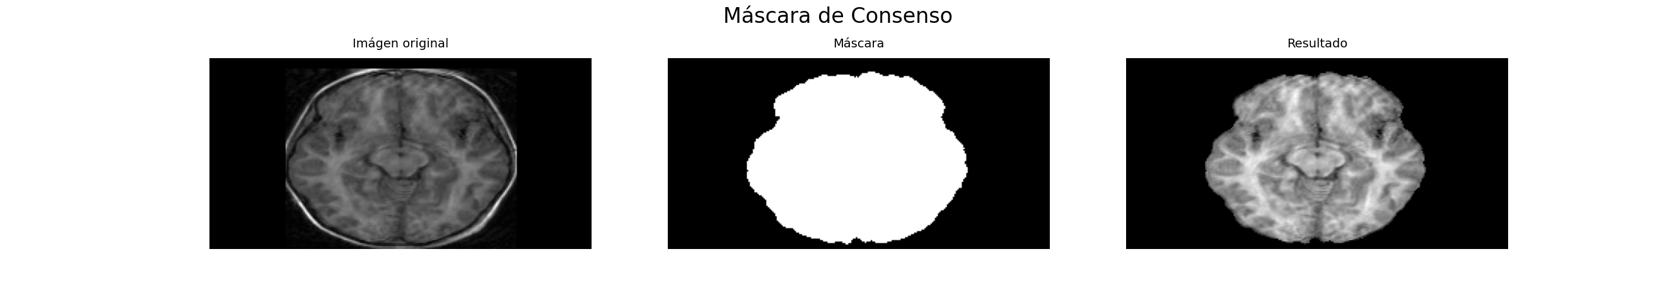 Máscara de Consenso
Imágen original
Máscara
Resultado